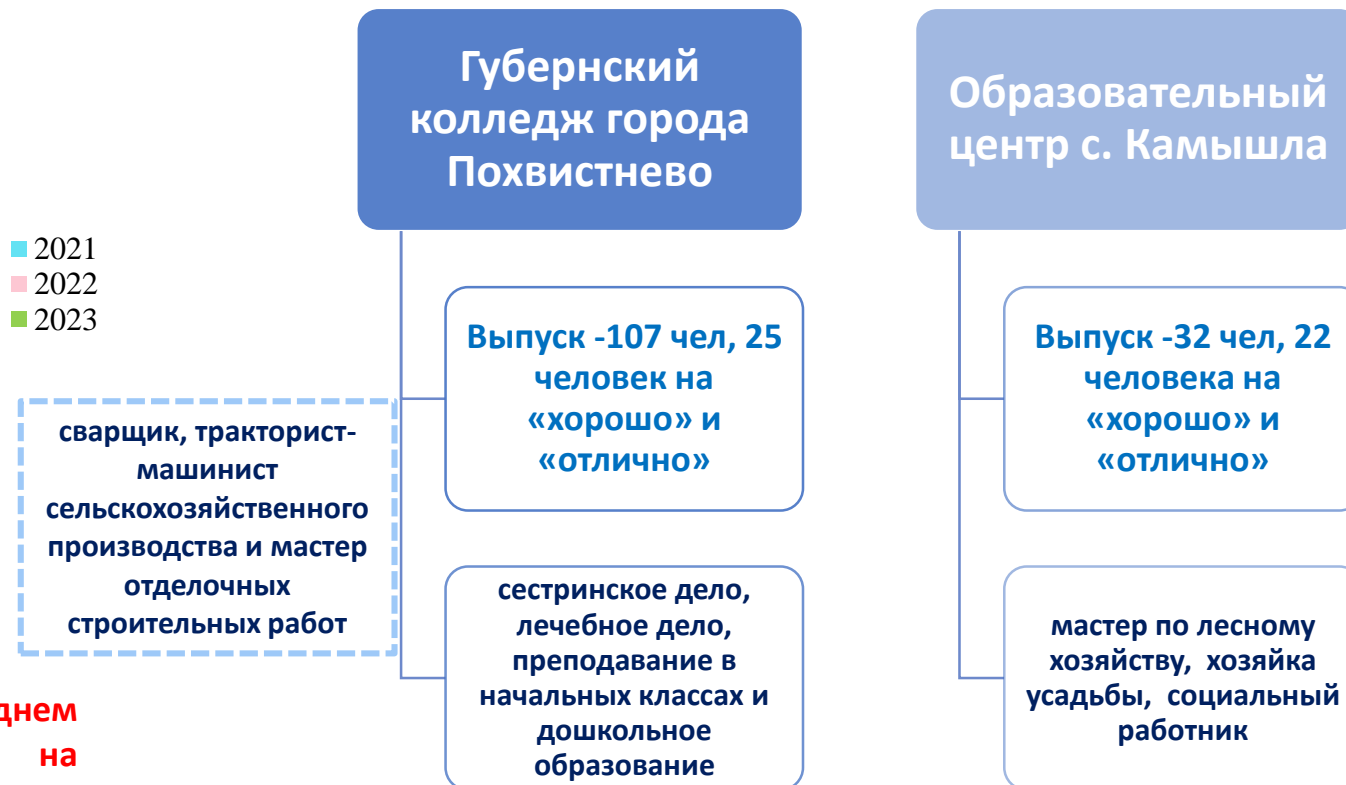 Губернский
колледж города
Похвистнево
Образовательный
центр с. Камышла
2021
2022
2023
Выпуск -107 чел, 25
человек на
«хорошо» и
«отлично»
Выпуск -32 чел, 22
человека на
«хорошо» и
«отлично»
сварщик, тракторист-
машинист
сельскохозяйственного
производства и мастер
отделочных
строительных работ
сестринское дело,
лечебное дело,
преподавание в
начальных классах и
дошкольное
образование
мастер по лесному
хозяйству, хозяйка
усадьбы, социальный
работник
днем
на